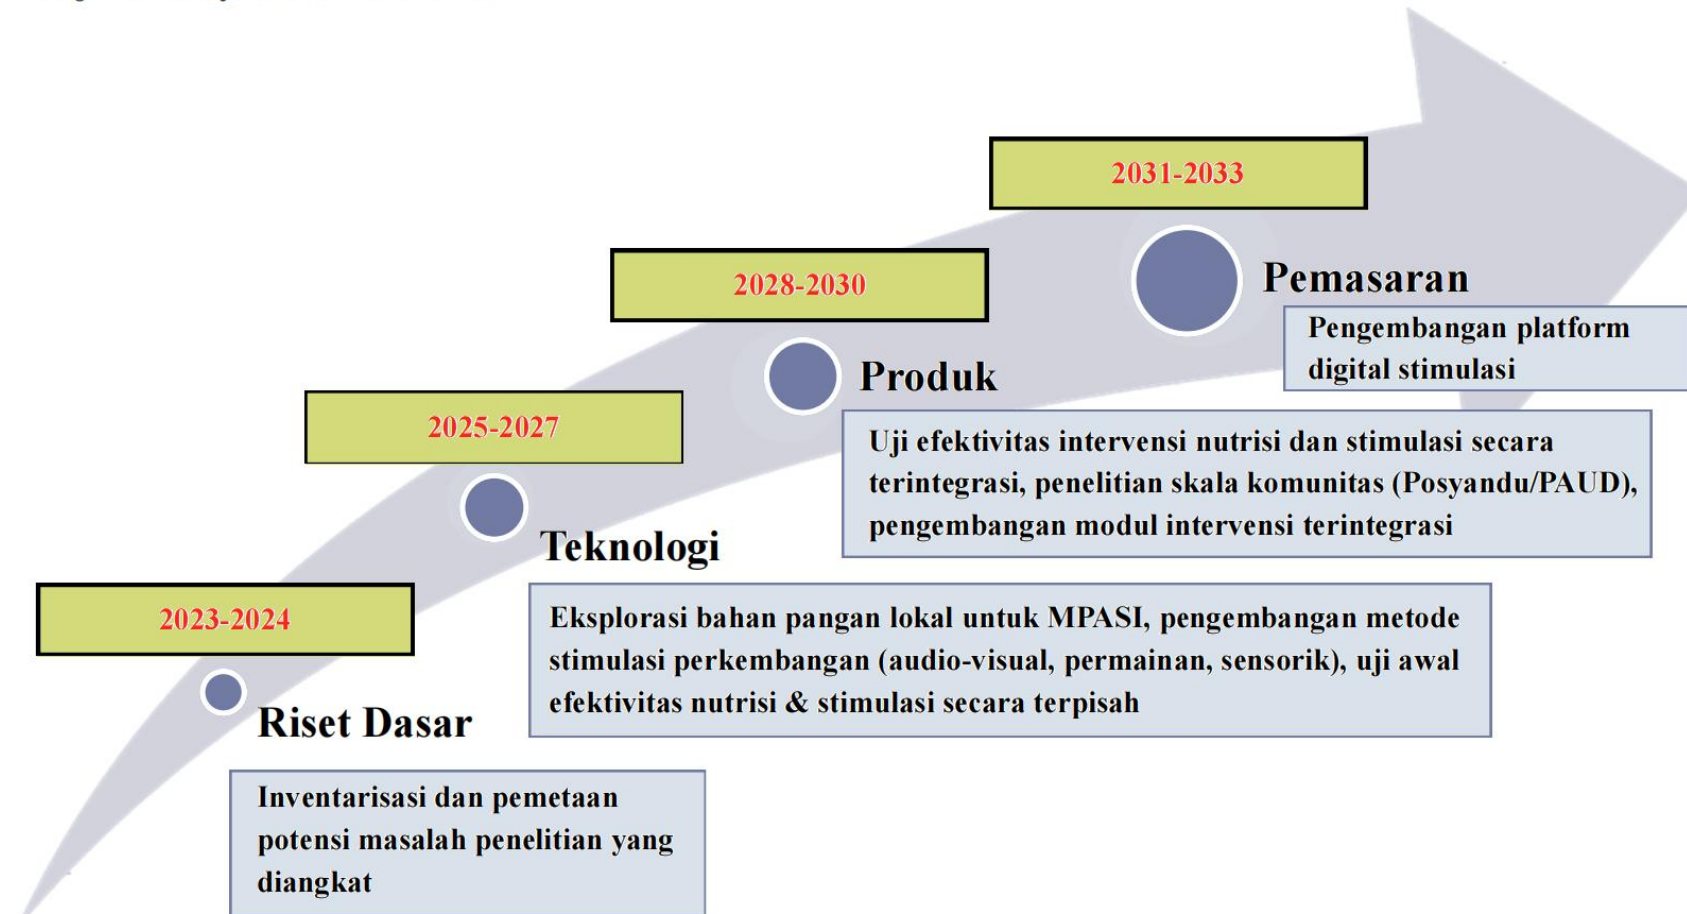 2031-2033
Pemasaran
Pengembangan platform
digital stimulasi
2028-2030
Produk
Uji efektivitas intervensi nutrisi dan stimulasi secara
terintegrasi, penelitian skala komunitas (Posyandu/PAUD),
pengembangan modul intervensi terintegrasi
2025-2027
Teknologi
Eksplorasi bahan pangan lokal untuk MPASI, pengembangan metode
stimulasi perkembangan (audio-visual, permainan, sensorik), uji awal
efektivitas nutrisi & stimulasi secara terpisah
2023-2024
Riset Dasar
Inventarisasi dan pemetaan
potensi masalah penelitian yang
diangkat